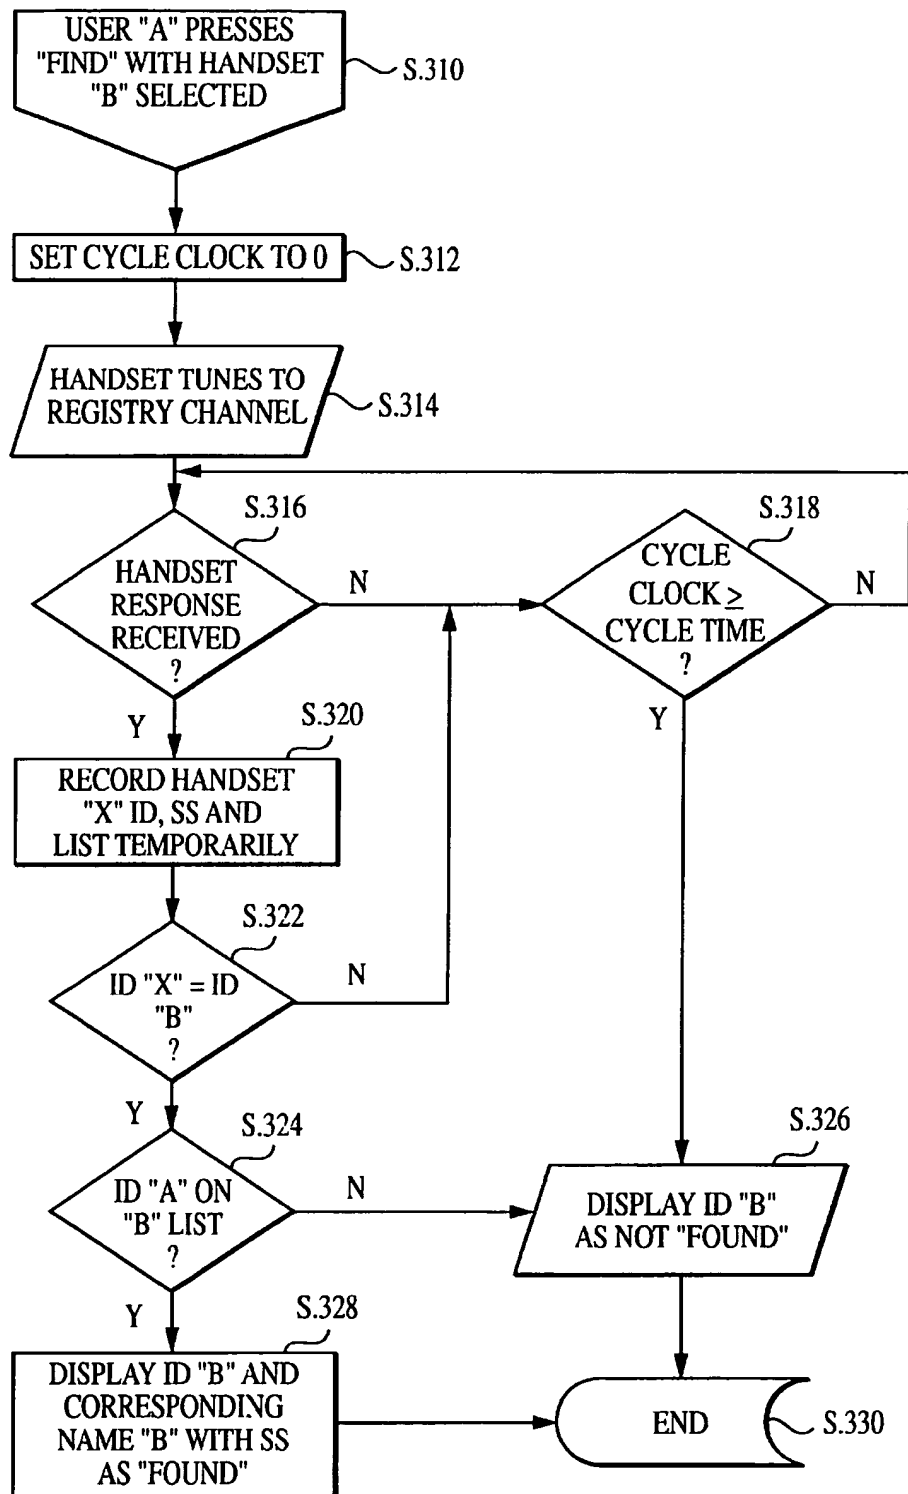 USER "A" PRESSES
"FIND" WITH HANDSET
"B" SELECTED
S.310
SET CYCLE CLOCK TO 0
S.312
HANDSET TUNES TO
REGISTRY CHANNEL
S.314
S.316
HANDSET
RESPONSE
RECEIVED
?
N
Y
S.318
CYCLE
CLOCK ≥
CYCLE TIME
?
N
Y
S.320
RECORD HANDSET
"X" ID, SS AND
LIST TEMPORARILY
S.322
ID "X" = ID
"B"
?
N
Y
S.324
ID "A" ON
"B" LIST
?
N
Y
S.326
DISPLAY ID "B"
AS NOT "FOUND"
S.328
DISPLAY ID "B" AND
CORRESPONDING
NAME "B" WITH SS
AS "FOUND"
END
S.330